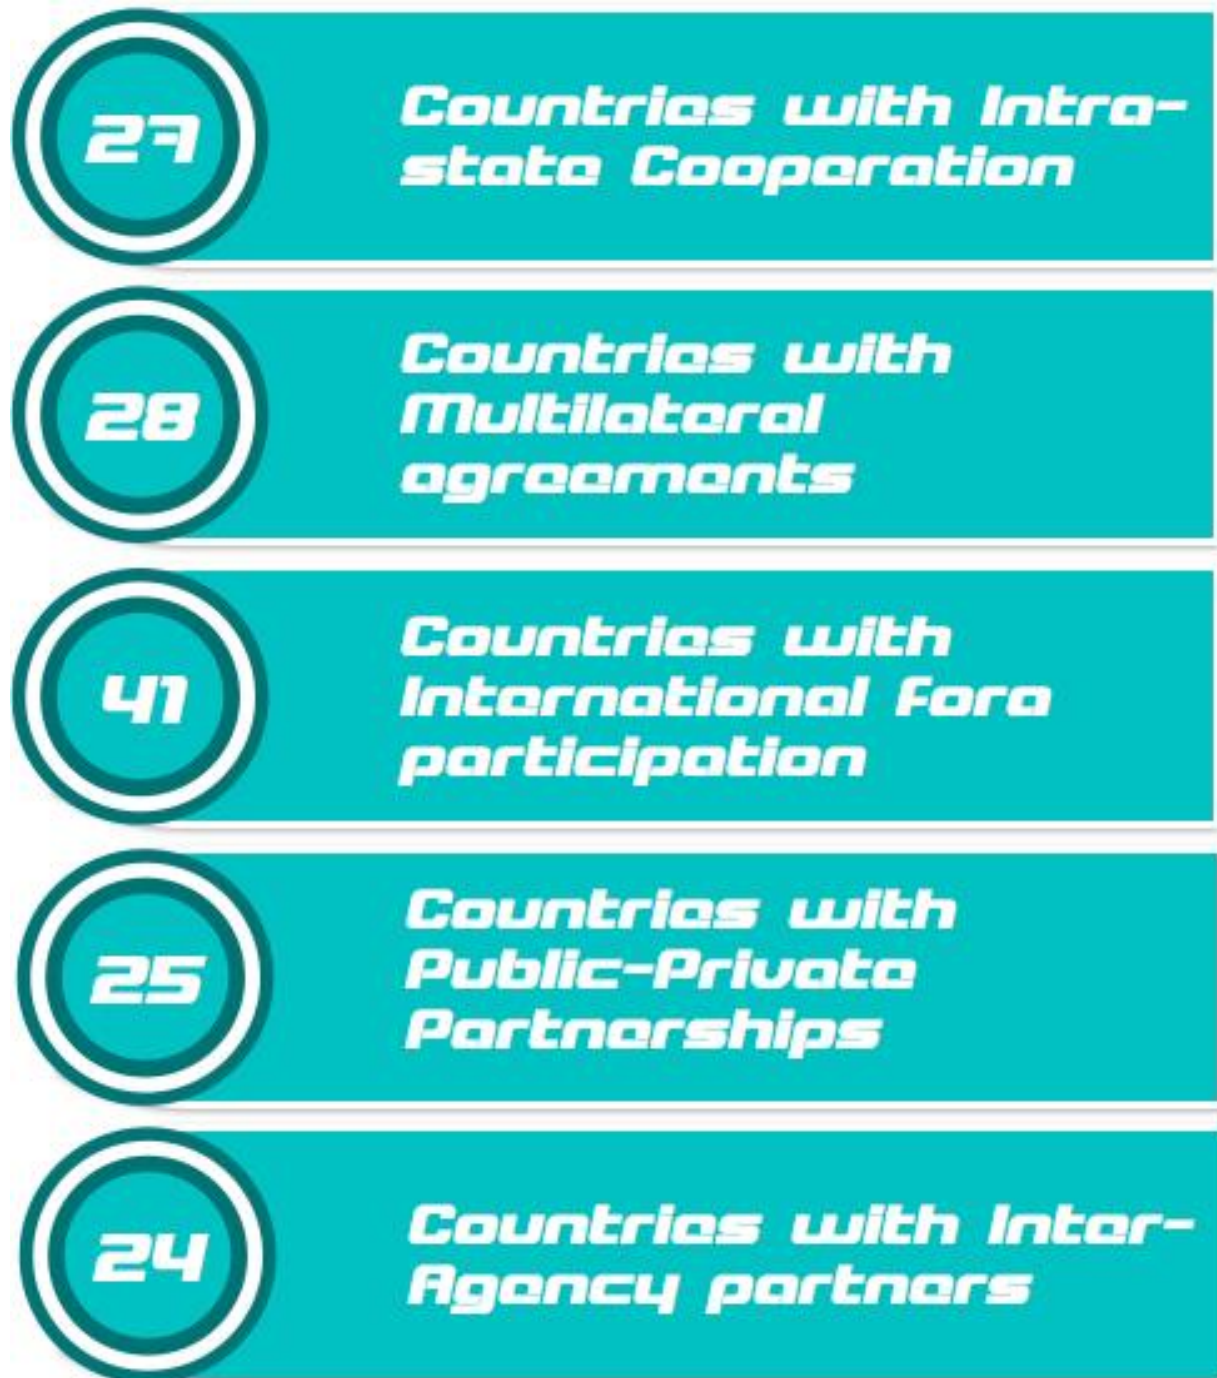 27
Countries with Intra-
state Cooperation
28
Countries with
Multilateral
agreements
41
Countries with
International fora
participation
25
Countries with
Public-Private
Partnerships
24
Countries with Inter-
Agency partners